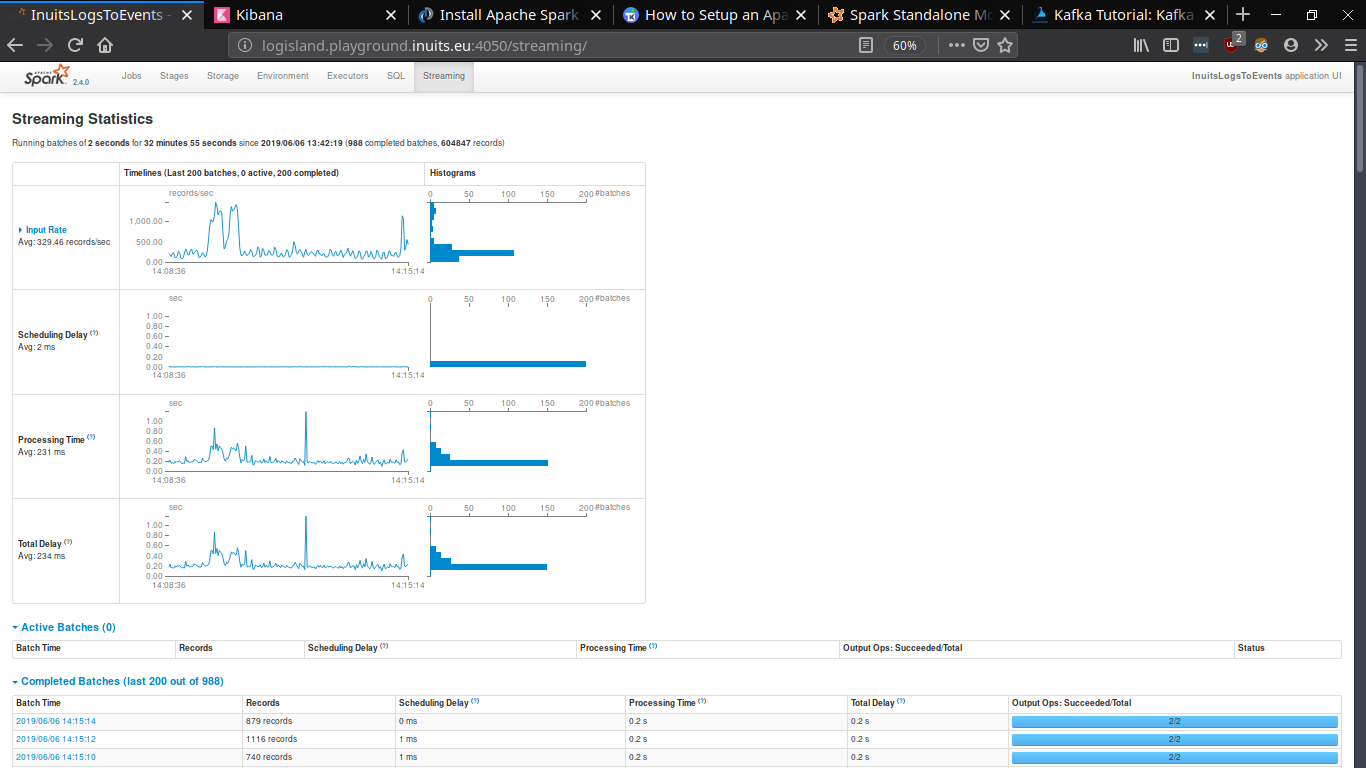 InuitsLogsToEvents -
Kibana
Install Apache Spark
How to Setup an Apa
Spark Standalone Mo
Kafka Tutorial: Kafka
logisland.playground.inuits.eu:4050/streaming/
60%
2
APACHE Spark 2.4.0
Jobs Stages Storage Environment Executors SQL Streaming
InuitsLogsToEvents application UI
Streaming Statistics
Running batches of 2 seconds for 32 minutes 55 seconds since 2019/06/06 13:42:19 (988 completed batches, 604847 records)
Timelines (Last 200 batches, 0 active, 200 completed) Histograms
Input Rate
Avg: 329.46 records/sec
records/sec
1,000.00
500.00
0.00
14:08:36 14:15:14
0 50 100 150 200 #batches
Scheduling Delay (?)
Avg: 2 ms
sec
1.00
0.80
0.60
0.40
0.20
0.00
14:08:36 14:15:14
0 50 100 150 200 #batches
Processing Time (?)
Avg: 231 ms
sec
1.00
0.80
0.60
0.40
0.20
0.00
14:08:36 14:15:14
0 50 100 150 200 #batches
Total Delay (?)
Avg: 234 ms
sec
1.00
0.80
0.60
0.40
0.20
0.00
14:08:36 14:15:14
0 50 100 150 200 #batches
Active Batches (0)
Batch Time Records Scheduling Delay (?) Processing Time (?) Output Ops: Succeeded/Total Status
Completed Batches (last 200 out of 988)
Batch Time Records Scheduling Delay (?) Processing Time (?) Total Delay (?) Output Ops: Succeeded/Total
2019/06/06 14:15:14 879 records 0 ms 0.2 s 0.2 s 2/2
2019/06/06 14:15:12 1116 records 1 ms 0.2 s 0.2 s 2/2
2019/06/06 14:15:10 740 records 1 ms 0.2 s 0.2 s 2/2